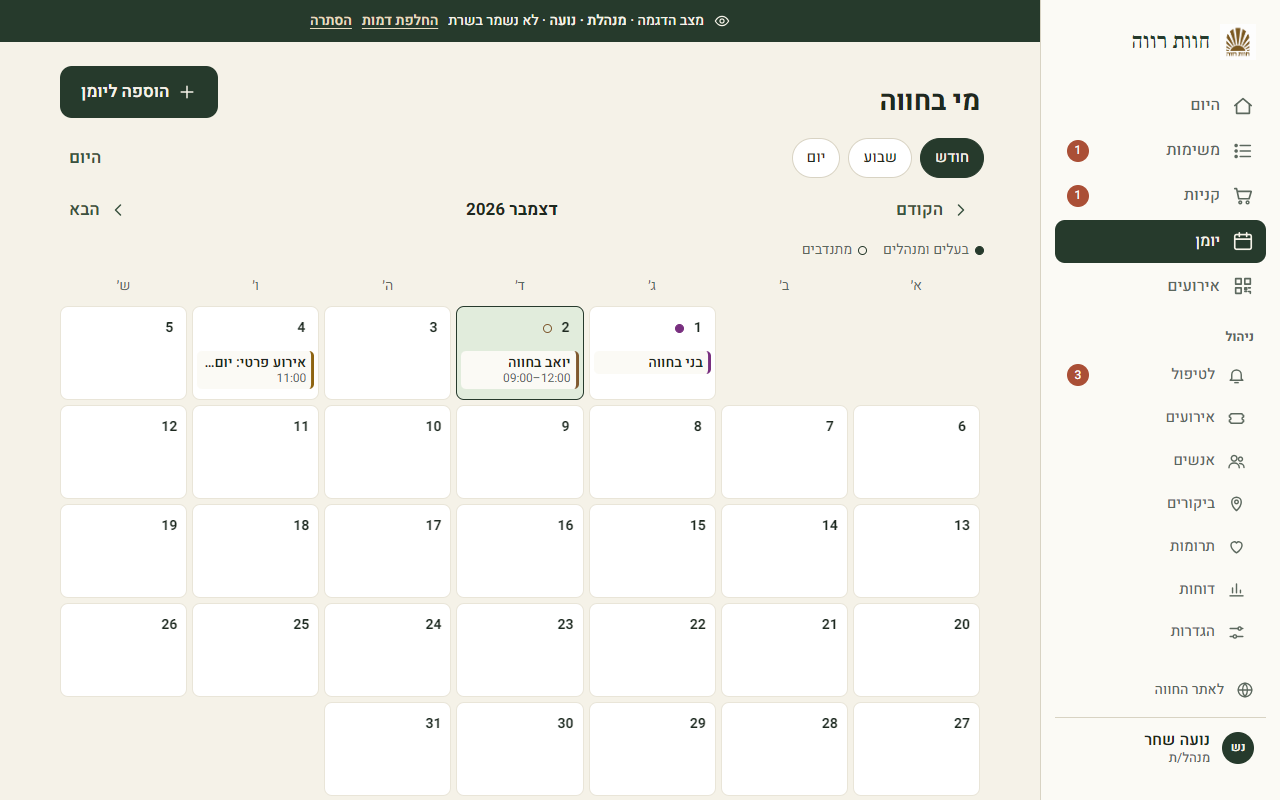 מצב הדגמה · מנהלת · נועה · לא נשמר בשרת החלפת דמות הסתרה
חוות רווה
היום
משימות 1
קניות 1
יומן
אירועים
ניהול
לטיפול 3
אירועים
אנשים
ביקורים
תרומות
דוחות
הגדרות
לאתר החווה
נש נועה שחר
מנהל/ת
מי בחווה
הוספה ליומן
חודש שבוע יום
היום
הקודם דצמבר 2026 הבא
בעלים ומנהלים מתנדבים
א׳ ב׳ ג׳ ד׳ ה׳ ו׳ ש׳
1 2 3 4 5
בני בחווה יואב בחווה אירוע פרטי: יום...
09:00–12:00 11:00
6 7 8 9 10 11 12
13 14 15 16 17 18 19
20 21 22 23 24 25 26
27 28 29 30 31